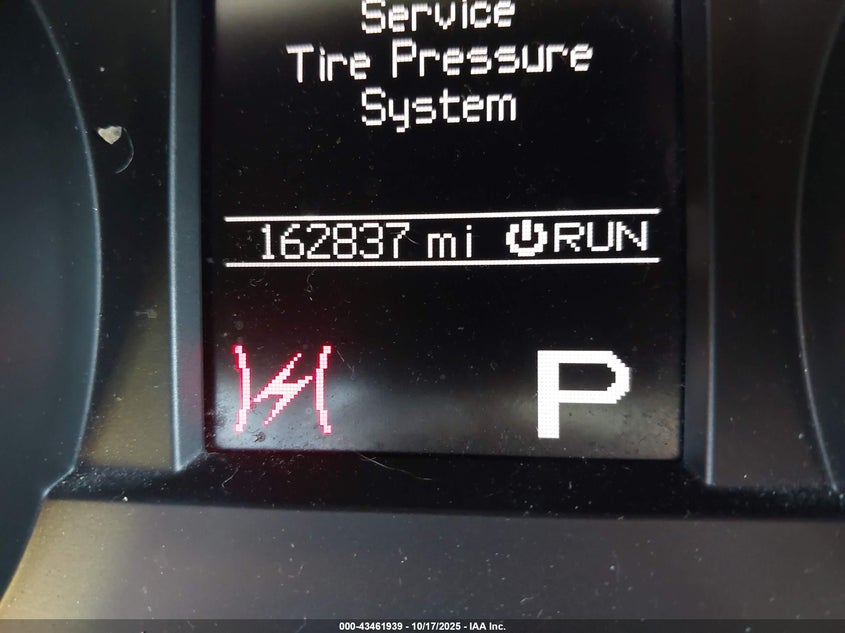 Service
Tire Pressure
System
162837 mi RUN
P
000-43461939 - 10/17/2025 - IAA Inc.